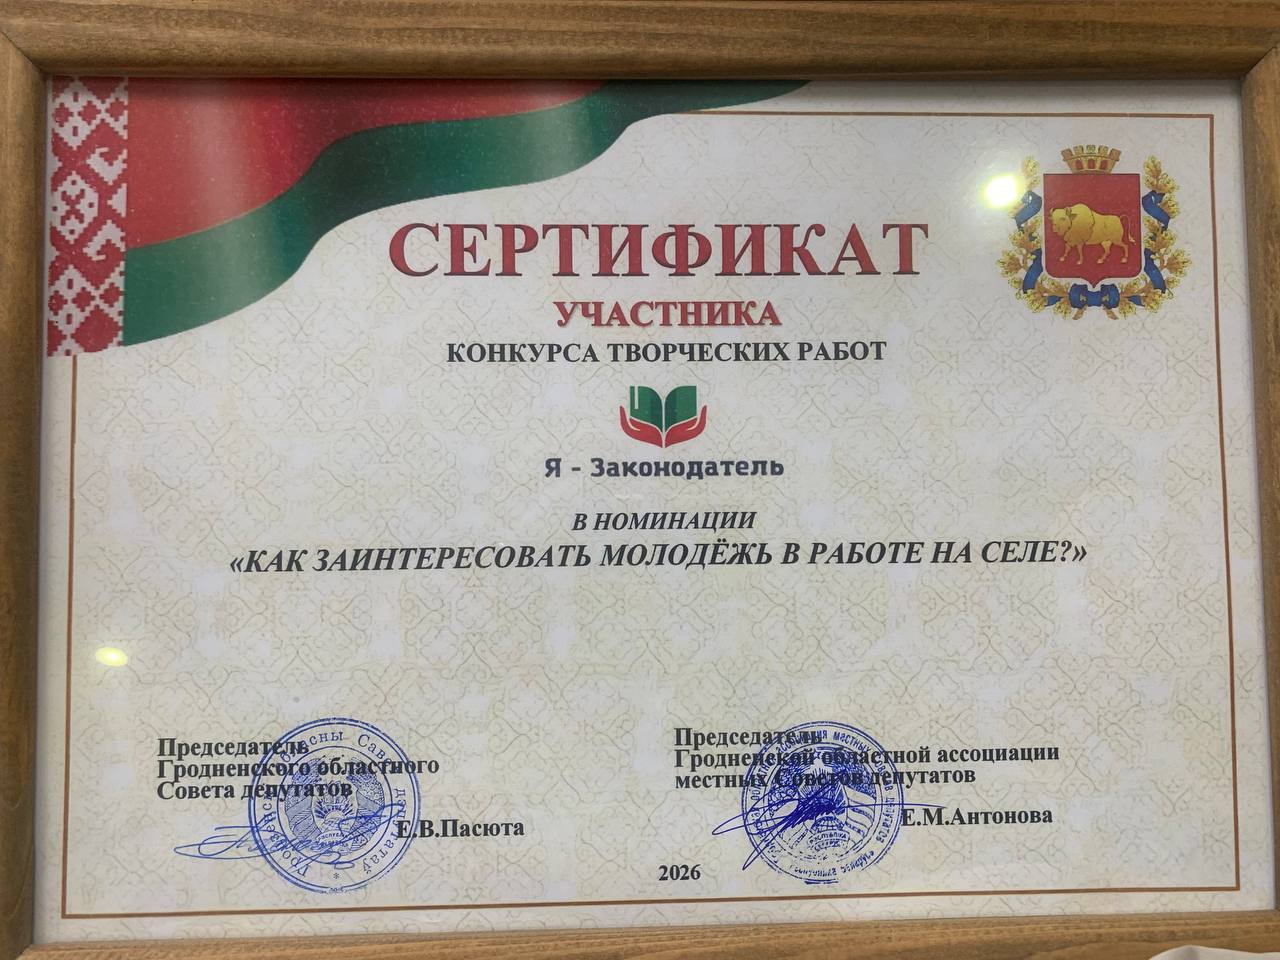 СЕРТИФИКАТ
УЧАСТНИКА
КОНКУРСА ТВОРЧЕСКИХ РАБОТ
Я - Законодатель
В НОМИНАЦИИ
«КАК ЗАИНТЕРЕСОВАТЬ МОЛОДЁЖЬ В РАБОТЕ НА СЕЛЕ?»
Председатель
Гродненского областного
Совета депутатов
Е.В.Пасюта
Председатель
Гродненской областной ассоциации
местных Советов депутатов
Е.М.Антонова
2026